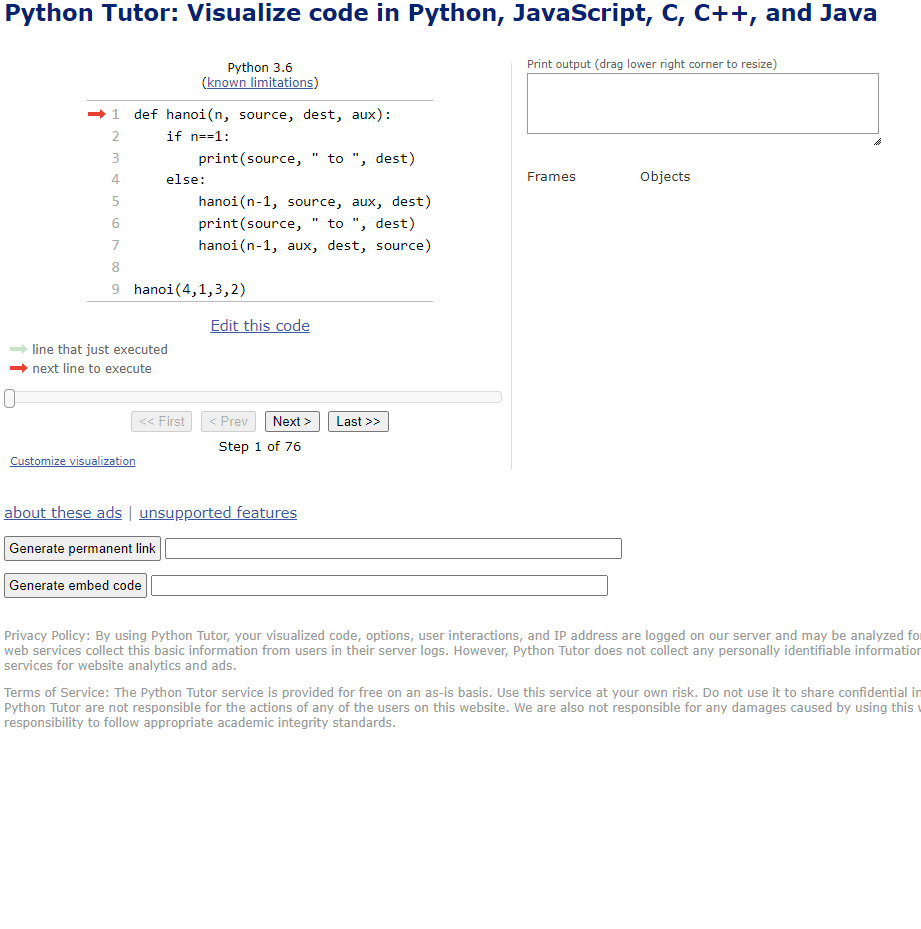 Python Tutor: Visualize code in Python, JavaScript, C, C++, and Java
Python 3.6
(known limitations)
1 def hanoi(n, source, dest, aux):
2 if n==1:
3 print(source, " to ", dest)
4 else:
5 hanoi(n-1, source, aux, dest)
6 print(source, " to ", dest)
7 hanoi(n-1, aux, dest, source)
8
9 hanoi(4,1,3,2)
Edit this code
line that just executed
next line to execute
<< First < Prev Next > Last >>
Step 1 of 76
Customize visualization
Print output (drag lower right corner to resize)
Frames Objects
about these ads | unsupported features
Generate permanent link
Generate embed code
Privacy Policy: By using Python Tutor, your visualized code, options, user interactions, and IP address are logged on our server and may be analyzed fo
web services collect this basic information from users in their server logs. However, Python Tutor does not collect any personally identifiable information
services for website analytics and ads.
Terms of Service: The Python Tutor service is provided for free on an as-is basis. Use this service at your own risk. Do not use it to share confidential in
Python Tutor are not responsible for the actions of any of the users on this website. We are also not responsible for any damages caused by using this
responsibility to follow appropriate academic integrity standards.